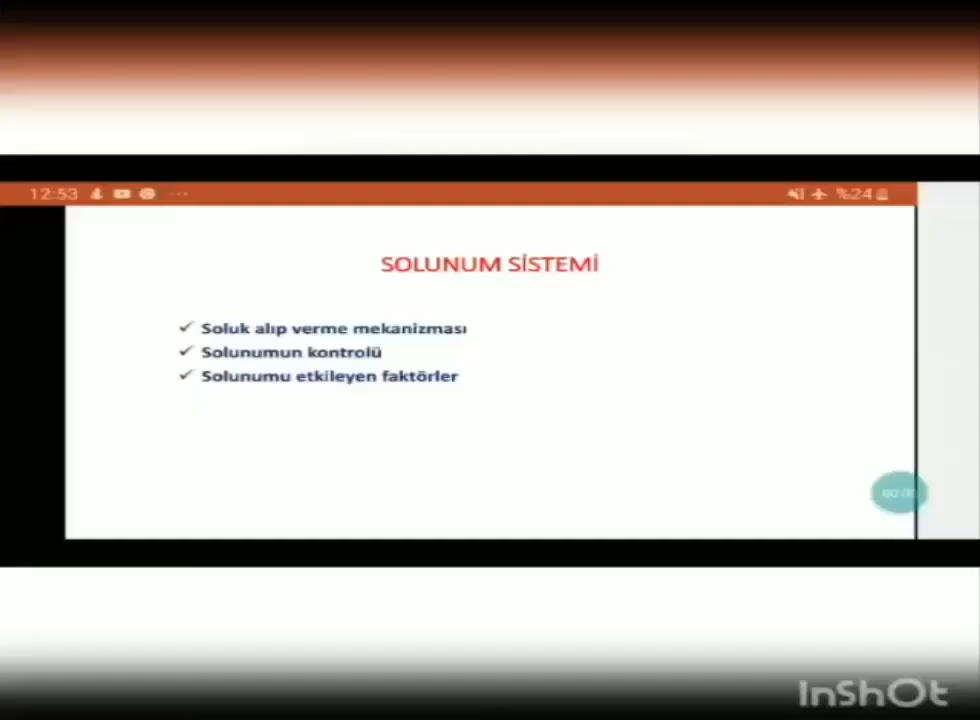 12:53
%24
SOLUNUM SİSTEMİ
✓ Soluk alıp verme mekanizması
✓ Solunumun kontrolü
✓ Solunumu etkileyen faktörler
InShOt